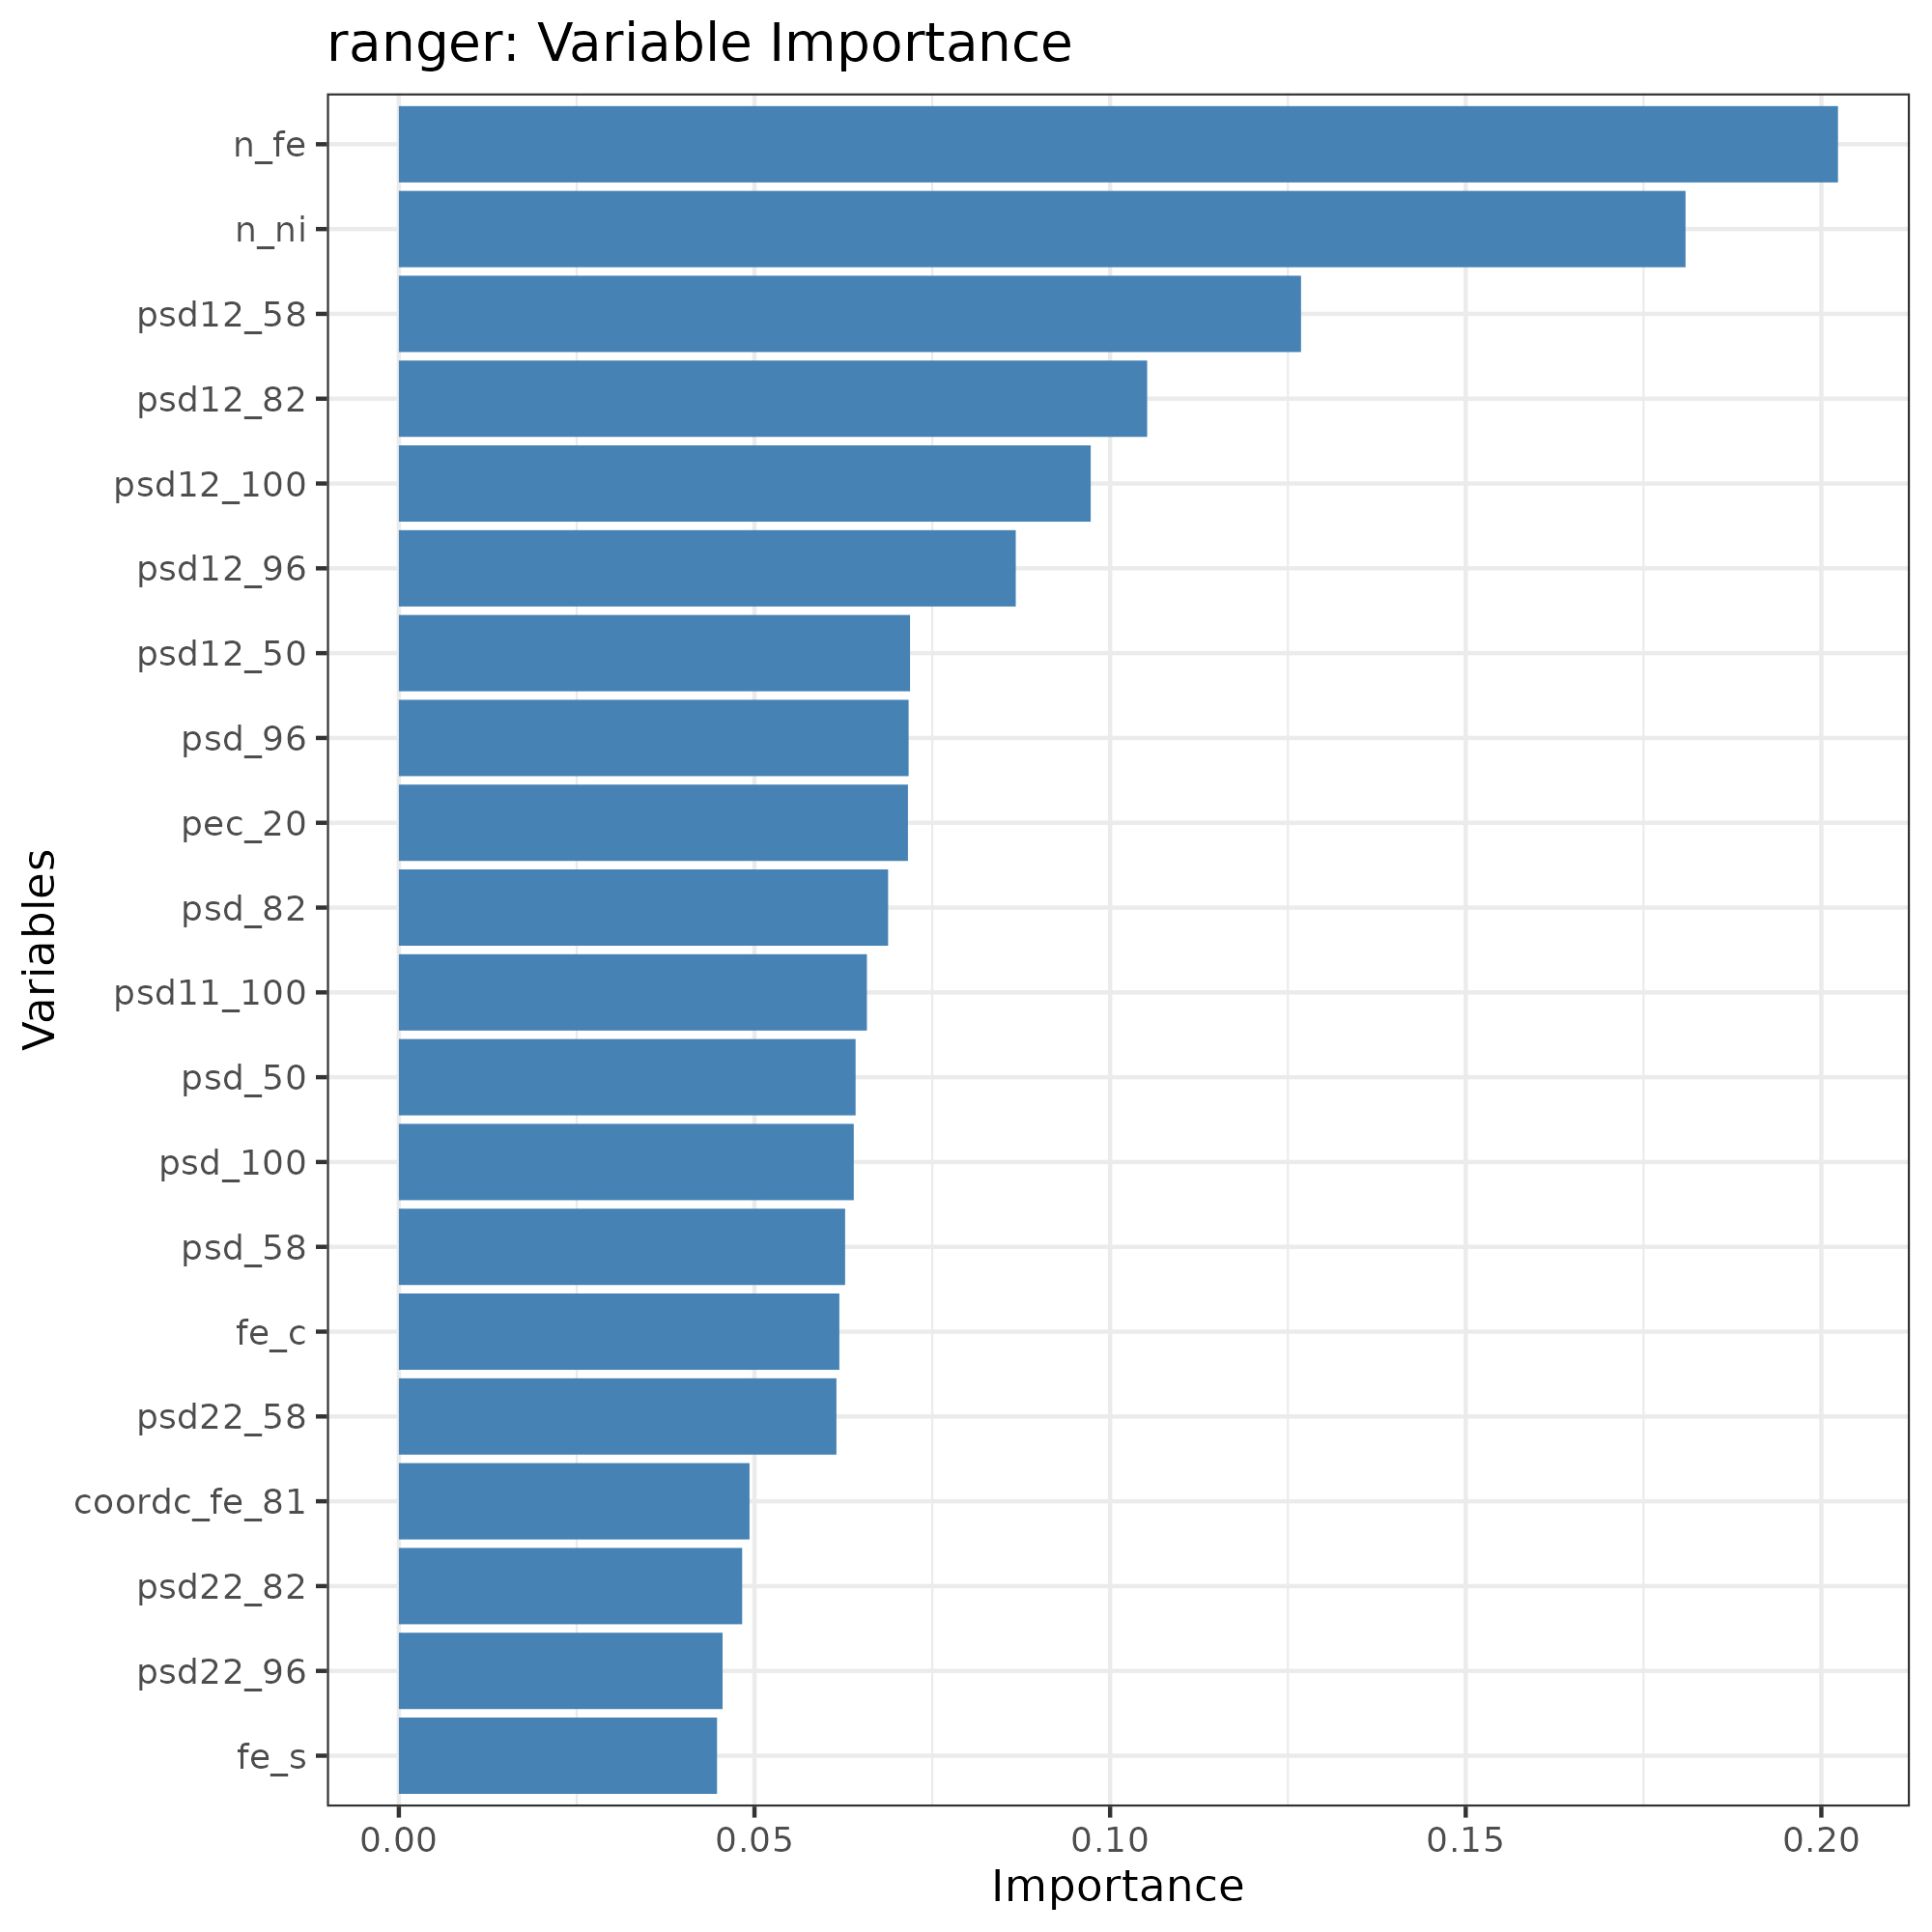 ranger: Variable Importance
n_fe
n_ni
psd12_58
psd12_82
psd12_100
psd12_96
psd12_50
psd_96
pec_20
psd_82
psd11_100
psd_50
psd_100
psd_58
fe_c
psd22_58
coordc_fe_81
psd22_82
psd22_96
fe_s
Variables
0.00 0.05 0.10 0.15 0.20
Importance